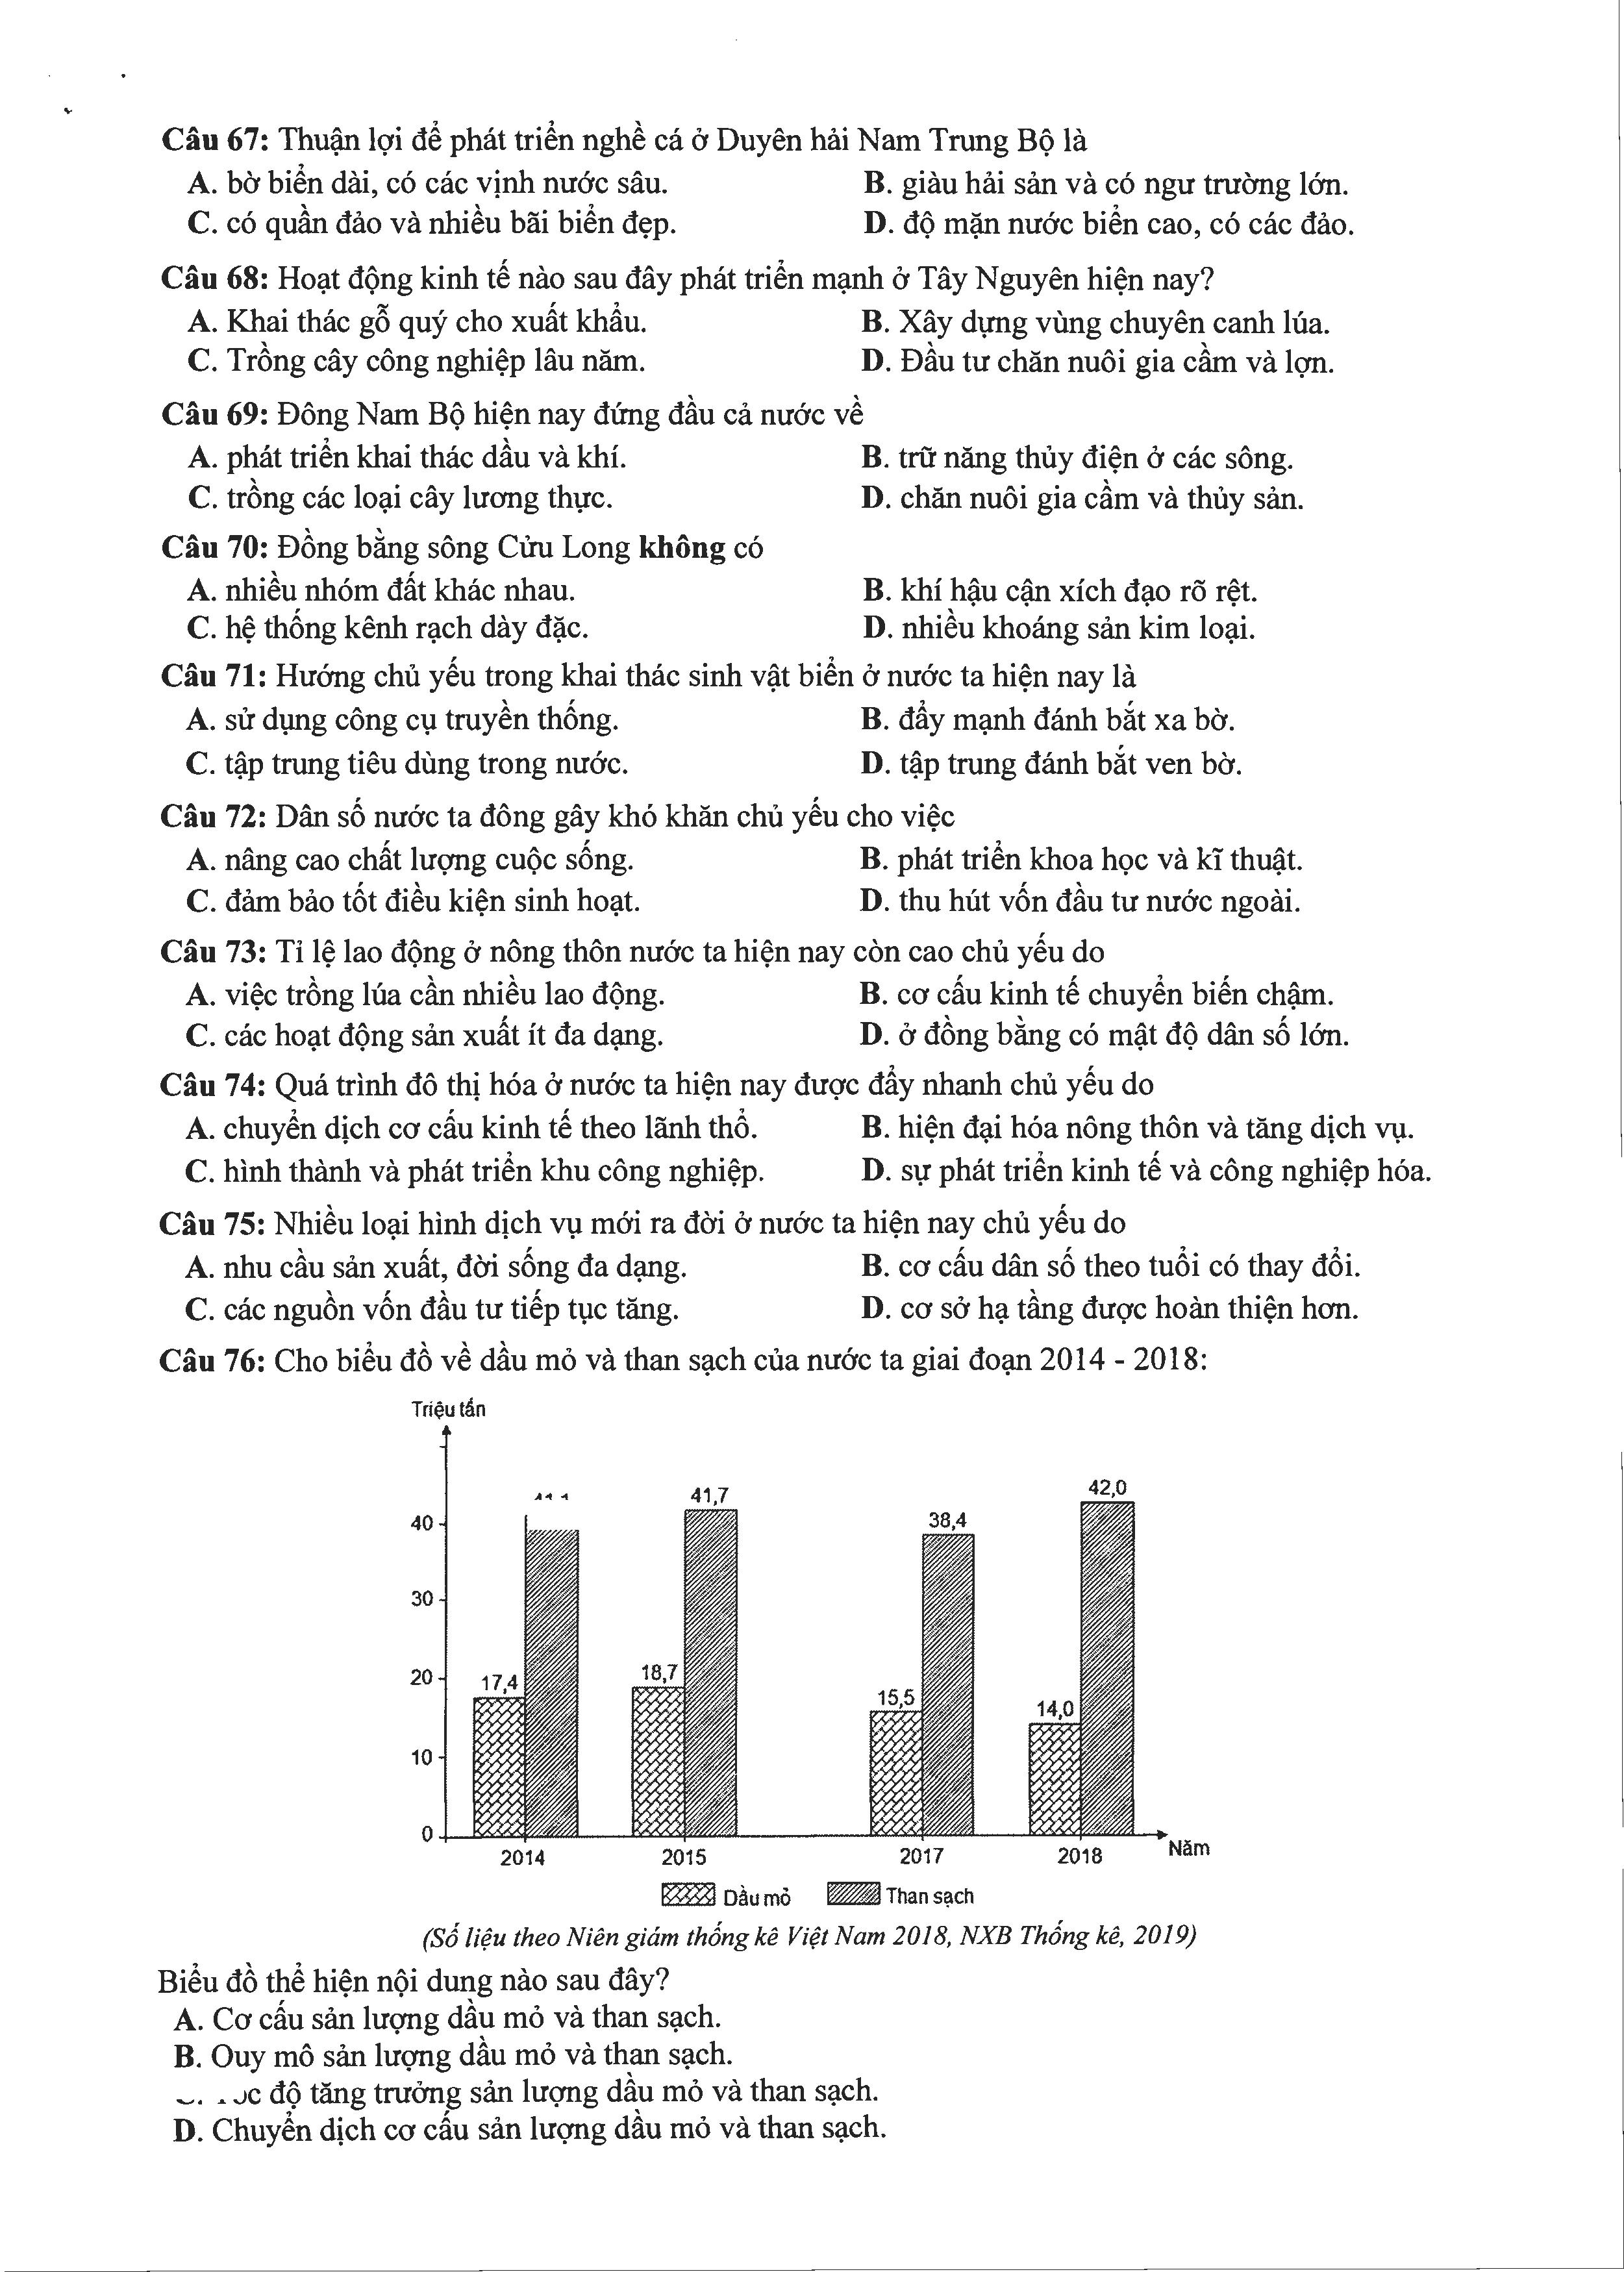 Câu 67: Thuận lợi để phát triển nghề cá ở Duyên hải Nam Trung Bộ là
A. bờ biển dài, có các vịnh nước sâu. B. giàu hải sản và có ngư trường lớn.
C. có quần đảo và nhiều bãi biển đẹp. D. độ mặn nước biển cao, có các đảo.
Câu 68: Hoạt động kinh tế nào sau đây phát triển mạnh ở Tây Nguyên hiện nay?
A. Khai thác gỗ quý cho xuất khẩu. B. Xây dựng vùng chuyên canh lúa.
C. Trồng cây công nghiệp lâu năm. D. Đầu tư chăn nuôi gia cầm và lợn.
Câu 69: Đông Nam Bộ hiện nay đứng đầu cả nước về
A. phát triển khai thác dầu và khí. B. trữ năng thủy điện ở các sông.
C. trồng các loại cây lương thực. D. chăn nuôi gia cầm và thủy sản.
Câu 70: Đồng bằng sông Cửu Long không có
A. nhiều nhóm đất khác nhau. B. khí hậu cận xích đạo rõ rệt.
C. hệ thống kênh rạch dày đặc. D. nhiều khoáng sản kim loại.
Câu 71: Hướng chủ yếu trong khai thác sinh vật biển ở nước ta hiện nay là
A. sử dụng công cụ truyền thống. B. đẩy mạnh đánh bắt xa bờ.
C. tập trung tiêu dùng trong nước. D. tập trung đánh bắt ven bờ.
Câu 72: Dân số nước ta đông gây khó khăn chủ yếu cho việc
A. nâng cao chất lượng cuộc sống. B. phát triển khoa học và kĩ thuật.
C. đảm bảo tốt điều kiện sinh hoạt. D. thu hút vốn đầu tư nước ngoài.
Câu 73: Tỉ lệ lao động ở nông thôn nước ta hiện nay còn cao chủ yếu do
A. việc trồng lúa cần nhiều lao động. B. cơ cấu kinh tế chuyển biến chậm.
C. các hoạt động sản xuất ít đa dạng. D. ở đồng bằng có mật độ dân số lớn.
Câu 74: Quá trình đô thị hóa ở nước ta hiện nay được đẩy nhanh chủ yếu do
A. chuyển dịch cơ cấu kinh tế theo lãnh thổ. B. hiện đại hóa nông thôn và tăng dịch vụ.
C. hình thành và phát triển khu công nghiệp. D. sự phát triển kinh tế và công nghiệp hóa.
Câu 75: Nhiều loại hình dịch vụ mới ra đời ở nước ta hiện nay chủ yếu do
A. nhu cầu sản xuất, đời sống đa dạng. B. cơ cấu dân số theo tuổi có thay đổi.
C. các nguồn vốn đầu tư tiếp tục tăng. D. cơ sở hạ tầng được hoàn thiện hơn.
Câu 76: Cho biểu đồ về dầu mỏ và than sạch của nước ta giai đoạn 2014 - 2018:
Triệu tấn
42,0
41,7
40 38,4
30
20 17,4 18,7
15,5 14,0
10
0
2014 2015 2017 2018 Năm
Dầu mỏ Than sạch
(Số liệu theo Niên giám thống kê Việt Nam 2018, NXB Thống kê, 2019)
Biểu đồ thể hiện nội dung nào sau đây?
A. Cơ cấu sản lượng dầu mỏ và than sạch.
B. Quy mô sản lượng dầu mỏ và than sạch.
độ tăng trưởng sản lượng dầu mỏ và than sạch.
D. Chuyển dịch cơ cấu sản lượng dầu mỏ và than sạch.